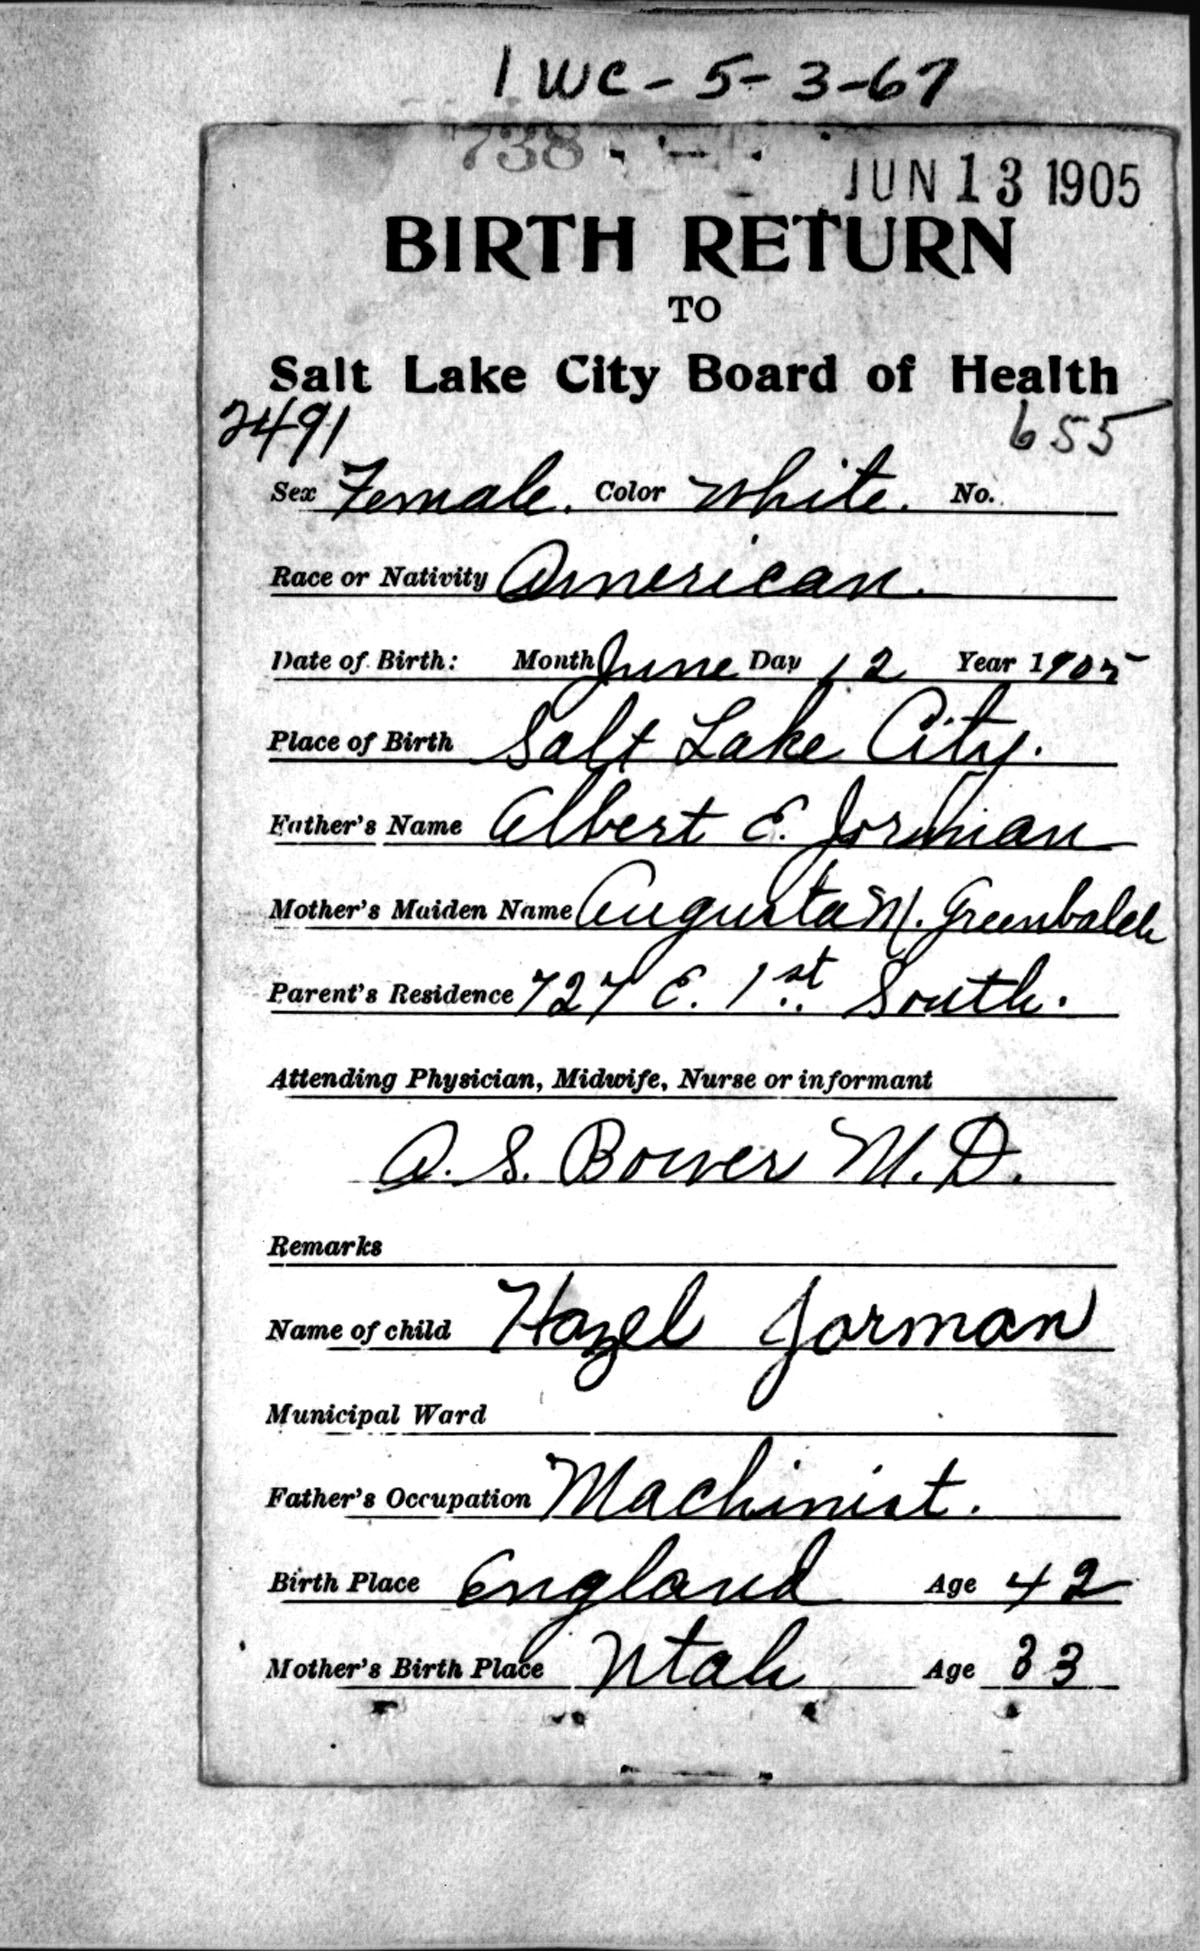 1 WC - 5-3-67
738
JUN 13 1905
BIRTH RETURN
TO
Salt Lake City Board of Health
2491 655
Sex Female. Color White. No.
Race or Nativity American.
Date of Birth: Month June Day 12 Year 1905
Place of Birth Salt Lake City.
Father's Name Albert E. Jorman
Mother's Maiden Name Augusta M. Greenbalch
Parent's Residence 727 E. 1st South.
Attending Physician, Midwife, Nurse or informant
A. S. Bower M.D.
Remarks
Name of child Hazel Jorman
Municipal Ward
Father's Occupation Machinist.
Birth Place England Age 42
Mother's Birth Place Utah Age 33